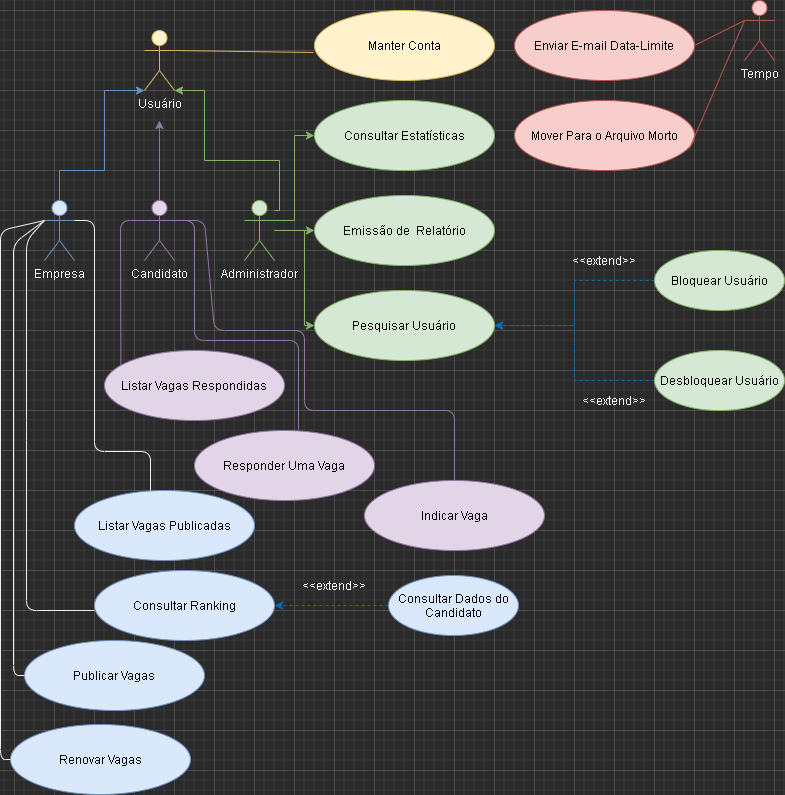 Manter Conta
Enviar E-mail Data-Limite
Tempo
Usuário
Consultar Estatísticas
Mover Para o Arquivo Morto
Emissão de Relatório
<<extend>>
Empresa
Candidato
Administrador
Bloquear Usuário
Pesquisar Usuário
Listar Vagas Respondidas
Desbloquear Usuário
<<extend>>
Responder Uma Vaga
Indicar Vaga
Listar Vagas Publicadas
<<extend>>
Consultar Ranking
Consultar Dados do
Candidato
Publicar Vagas
Renovar Vagas